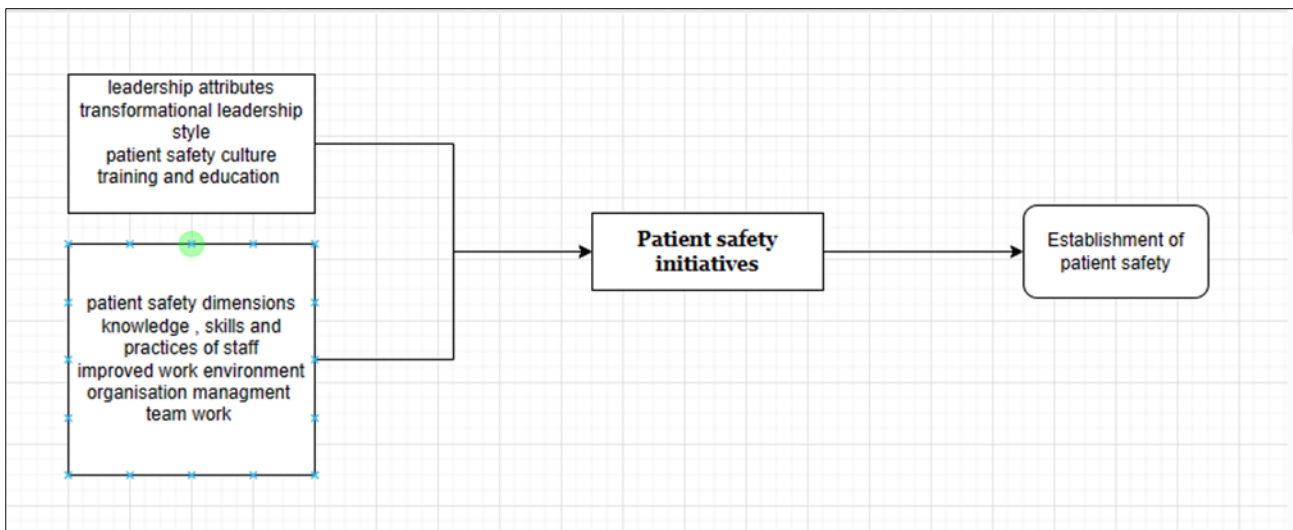 leadership attributes
transformational leadership
style
patient safety culture
training and education
patient safety dimensions
knowledge , skills and
practices of staff
improved work environment
organisation managment
team work
Patient safety
initiatives
Establishment of
patient safety